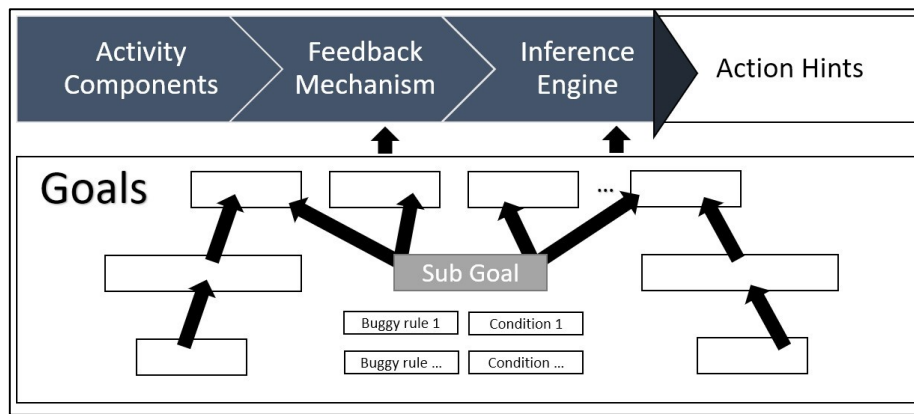 Activity
Components
Feedback
Mechanism
Inference
Engine
Action Hints
Goals
...
Sub Goal
Buggy rule 1
Condition 1
Buggy rule ...
Condition ...